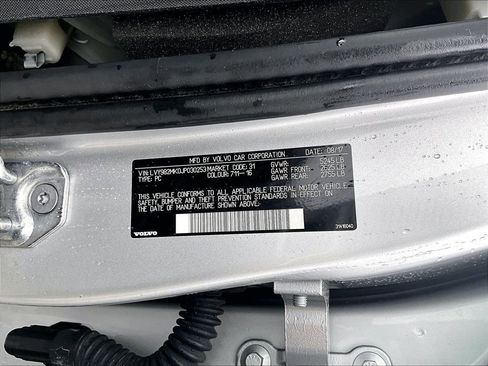 MFD. BY VOLVO CAR CORPORATION DATE: 08/17
VIN: LVY982MK0JP030253 MARKET CODE: 31 GVWR: 5245 LB
TYPE: PC COLOUR: 711-16 GAWR FRONT: 2625 LB
GAWR REAR: 2755 LB
THIS VEHICLE CONFORMS TO ALL APPLICABLE FEDERAL MOTOR VEHICLE
SAFETY, BUMPER AND THEFT PREVENTION STANDARDS IN EFFECT ON
THE DATE OF MANUFACTURE SHOWN ABOVE.
VOLVO